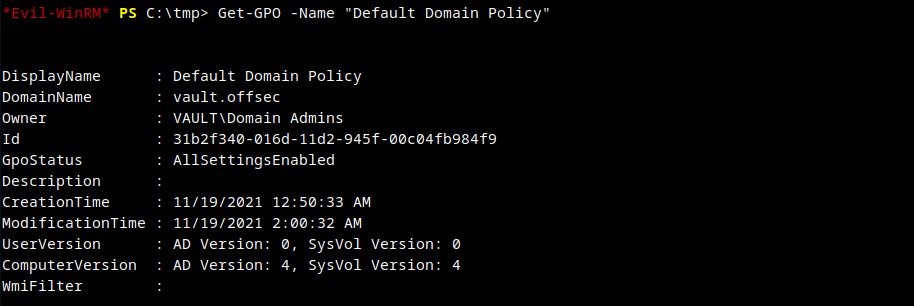 *Evil-WinRM* PS C:\tmp> Get-GPO -Name "Default Domain Policy"
DisplayName : Default Domain Policy
DomainName : vault.offsec
Owner : VAULT\Domain Admins
Id : 31b2f340-016d-11d2-945f-00c04fb984f9
GpoStatus : AllSettingsEnabled
Description :
CreationTime : 11/19/2021 12:50:33 AM
ModificationTime : 11/19/2021 2:00:32 AM
UserVersion : AD Version: 0, SysVol Version: 0
ComputerVersion : AD Version: 4, SysVol Version: 4
WmiFilter :